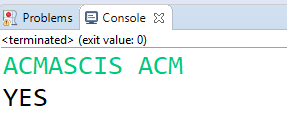 Problems Console
<terminated> (exit value: 0)
ACMASCIS ACM
YES